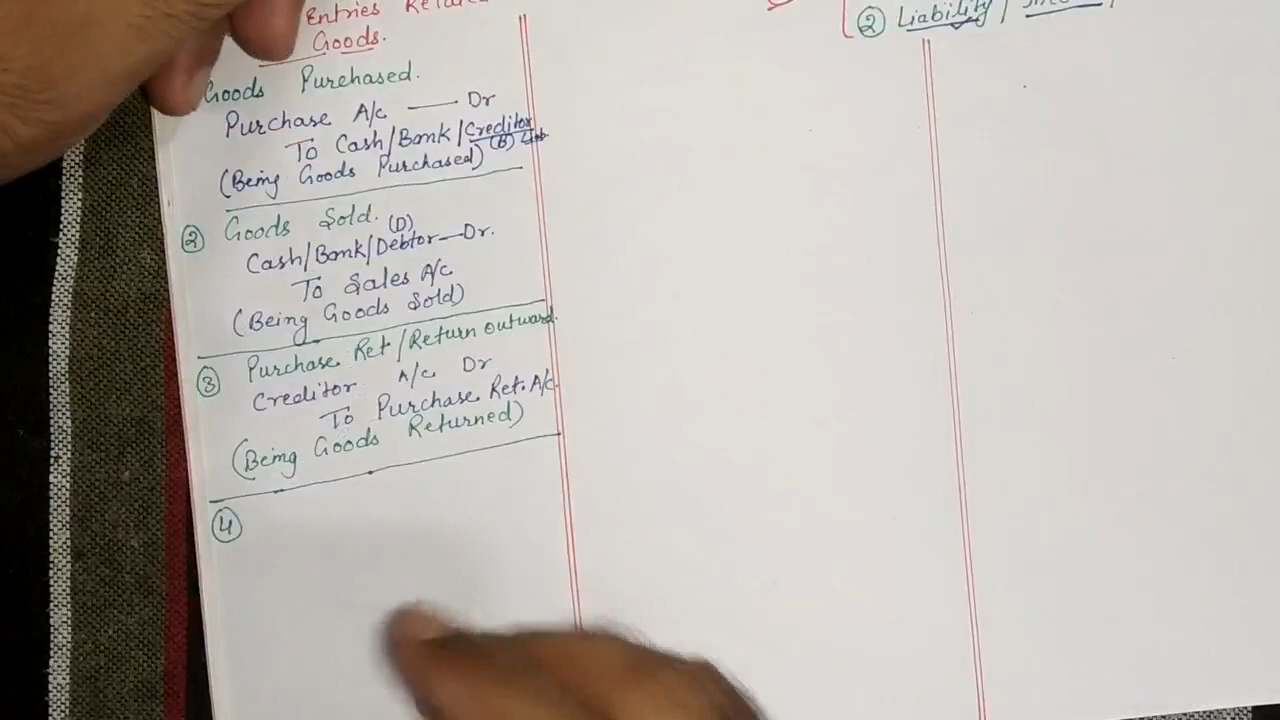 Entries Related
Goods.
Goods Purchased.
Purchase A/c —— Dr
To Cash/Bank/Creditor
(B) Liab
(Being Goods Purchased)
② Goods Sold.
(D)
Cash/Bank/Debtor—Dr.
To Sales A/c
(Being Goods Sold)
③ Purchase Ret/Return outward.
Creditor A/c Dr
To Purchase Ret. A/c.
(Being Goods Returned)
④
② Liability /